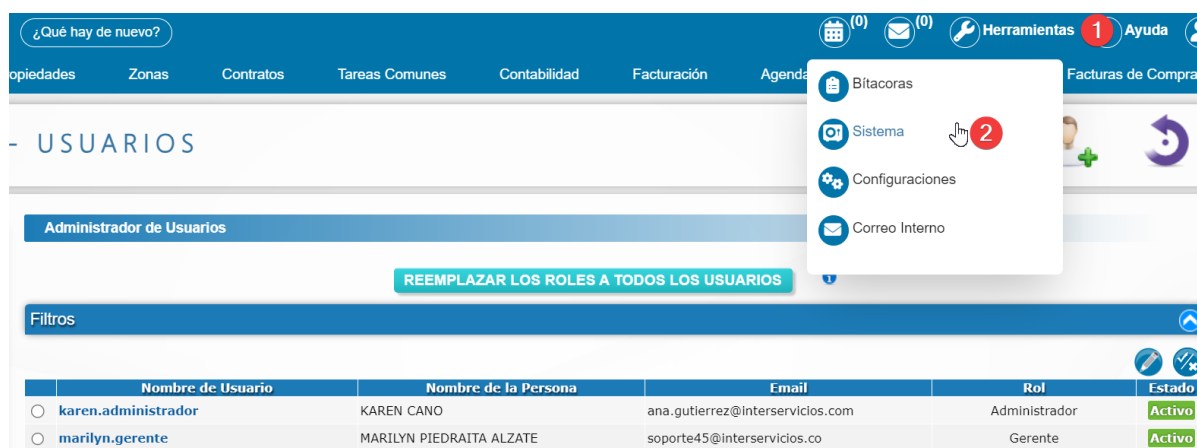 ¿Qué hay de nuevo?
(0)
(0)
Herramientas
1
Ayuda
opiedades
Zonas
Contratos
Tareas Comunes
Contabilidad
Facturación
Agenda
Facturas de Compra
Bítacoras
Sistema
2
Configuraciones
Correo Interno
- USUARIOS
Administrador de Usuarios
REEMPLAZAR LOS ROLES A TODOS LOS USUARIOS
Filtros
Nombre de Usuario Nombre de la Persona Email Rol Estado
karen.administrador KAREN CANO ana.gutierrez@interservicios.com Administrador Activo
marilyn.gerente MARILYN PIEDRAITA ALZATE soporte45@interservicios.co Gerente Activo